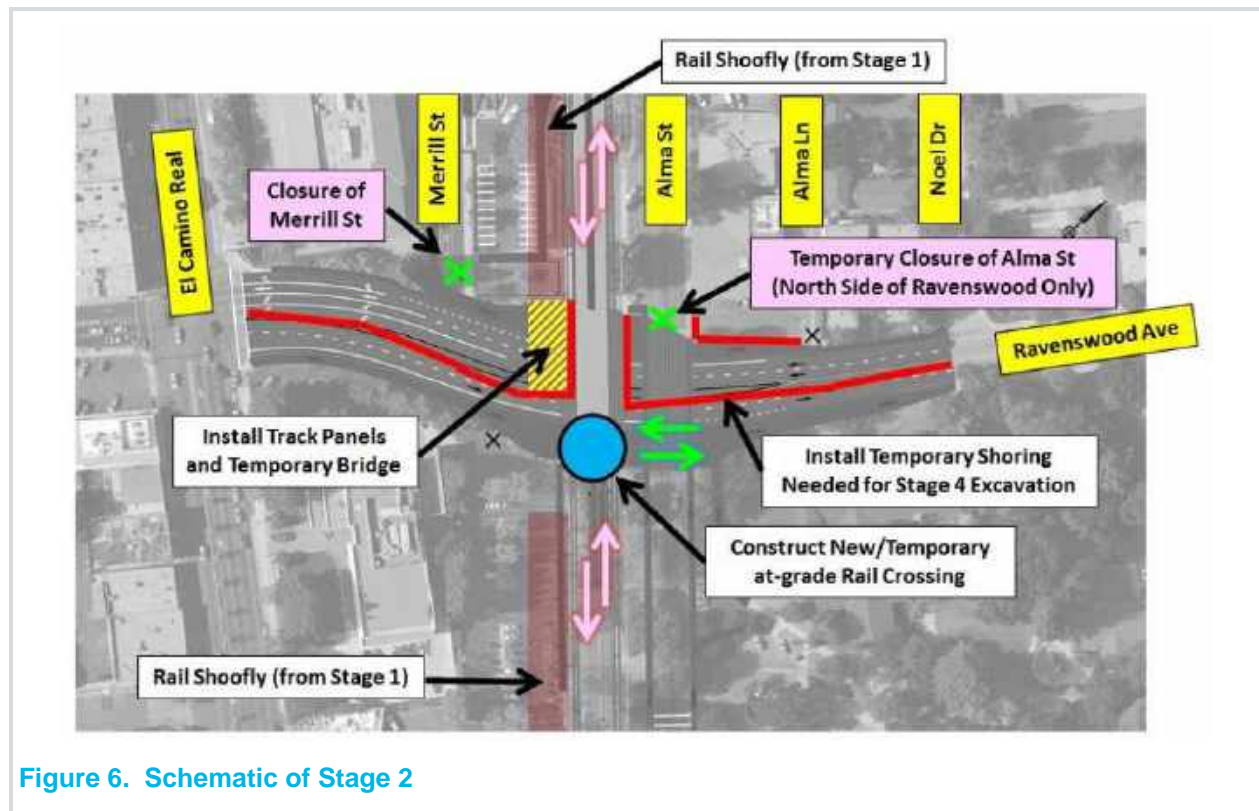 Rail Shoofly (from Stage 1)
El Camino Real
Merrill St
Alma St
Alma Ln
Noel Dr
Closure of
Merrill St
Temporary Closure of Alma St
(North Side of Ravenswood Only)
Ravenswood Ave
Install Track Panels
and Temporary Bridge
Install Temporary Shoring
Needed for Stage 4 Excavation
Construct New/Temporary
at-grade Rail Crossing
Rail Shoofly (from Stage 1)
Figure 6. Schematic of Stage 2